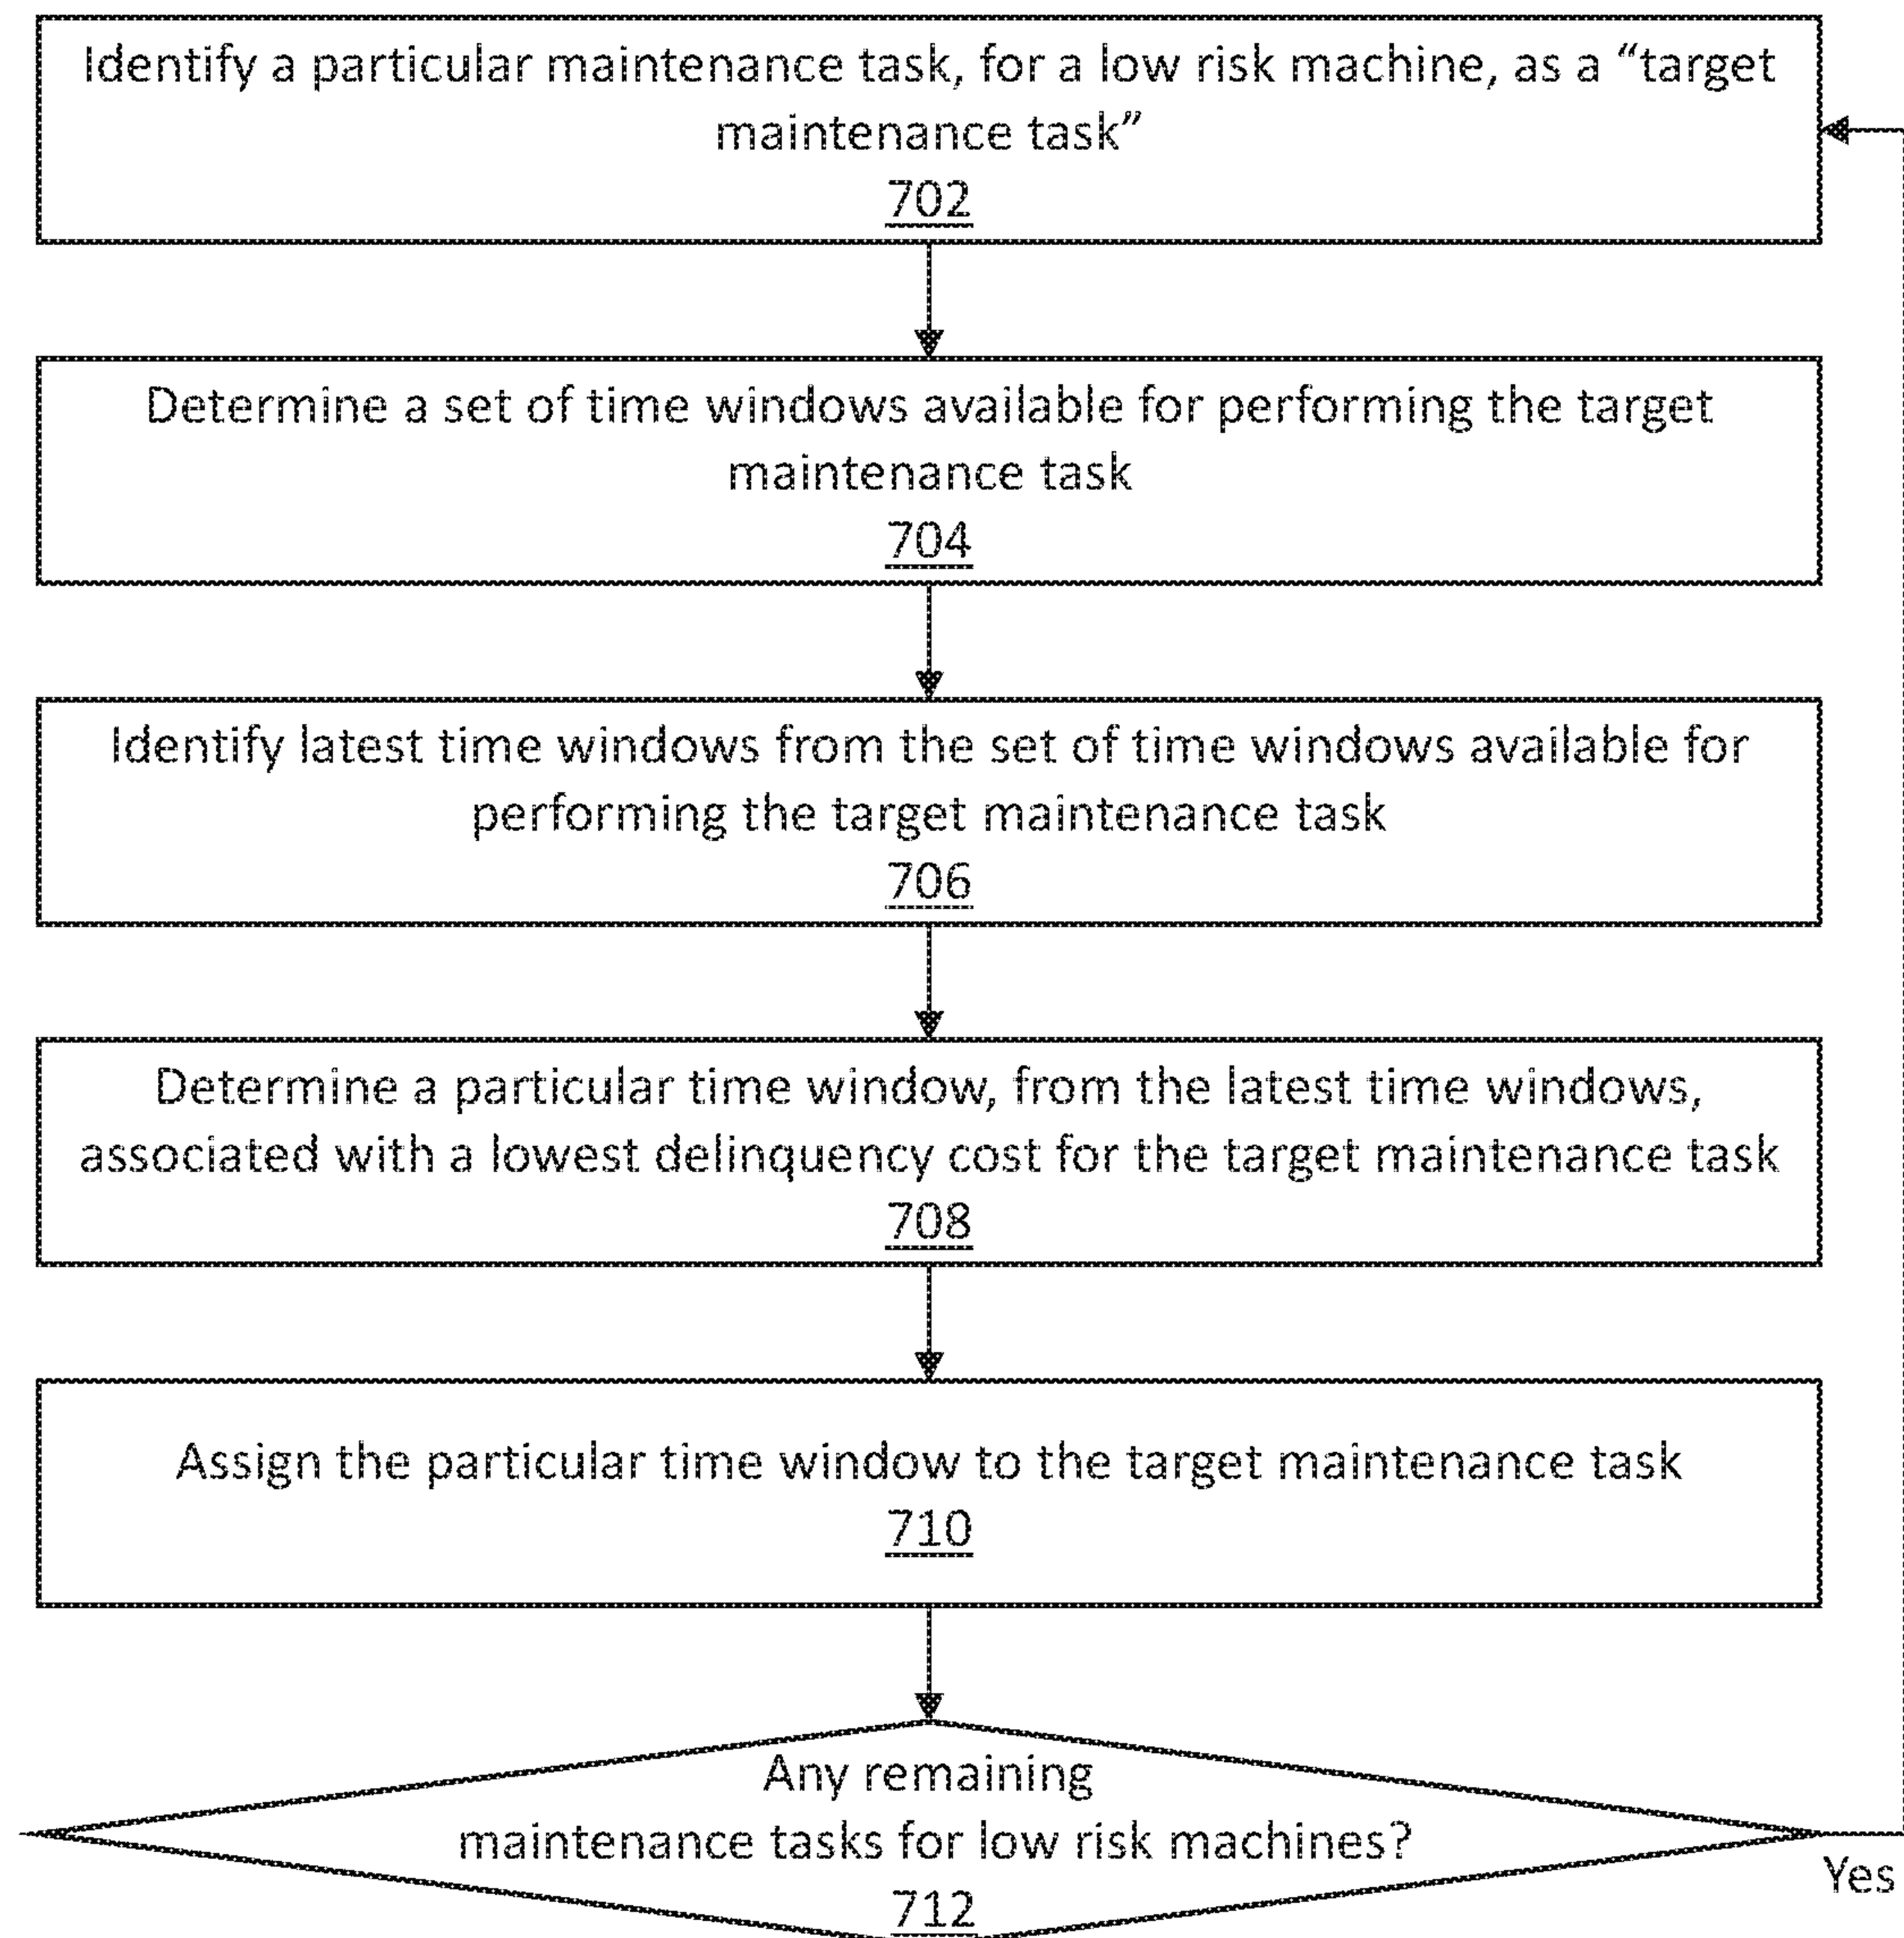 Identify a particular maintenance task, for a low risk machine, as a “target
maintenance task”
702
Determine a set of time windows available for performing the target
maintenance task
704
Identify latest time windows from the set of time windows available for
performing the target maintenance task
706
Determine a particular time window, from the latest time windows,
associated with a lowest delinquency cost for the target maintenance task
708
Assign the particular time window to the target maintenance task
710
Any remaining
maintenance tasks for low risk machines?
712
Yes